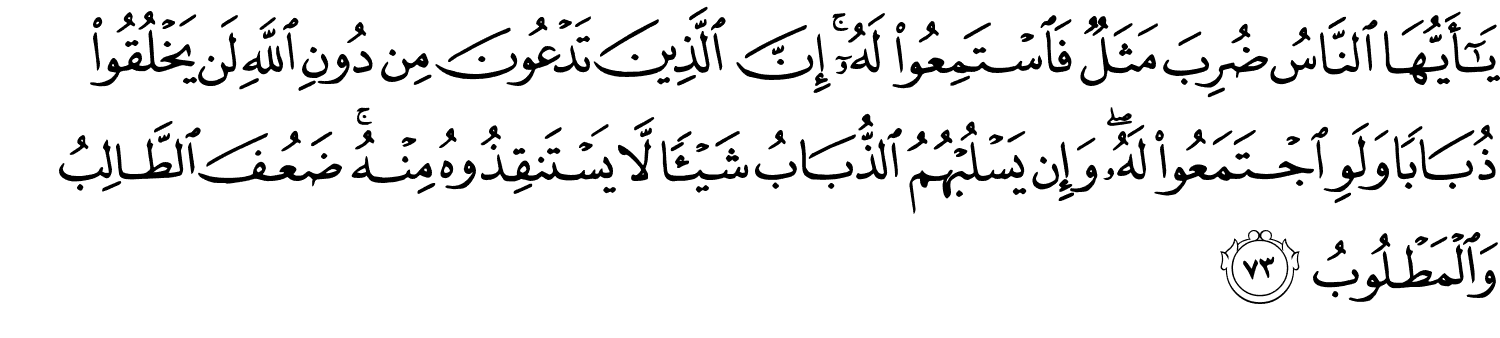 يَٰٓأَيُّهَا ٱلنَّاسُ ضُرِبَ مَثَلٌ فَٱسْتَمِعُوا۟ لَهُۥٓ ۚ إِنَّ ٱلَّذِينَ تَدْعُونَ مِن دُونِ ٱللَّهِ لَن يَخْلُقُوا۟
ذُبَابًا وَلَوِ ٱجْتَمَعُوا۟ لَهُۥ ۖ وَإِن يَسْلُبْهُمُ ٱلذُّبَابُ شَيْـًٔا لَّا يَسْتَنقِذُوهُ مِنْهُ ۚ ضَعُفَ ٱلطَّالِبُ
وَٱلْمَطْلُوبُ ٧٣